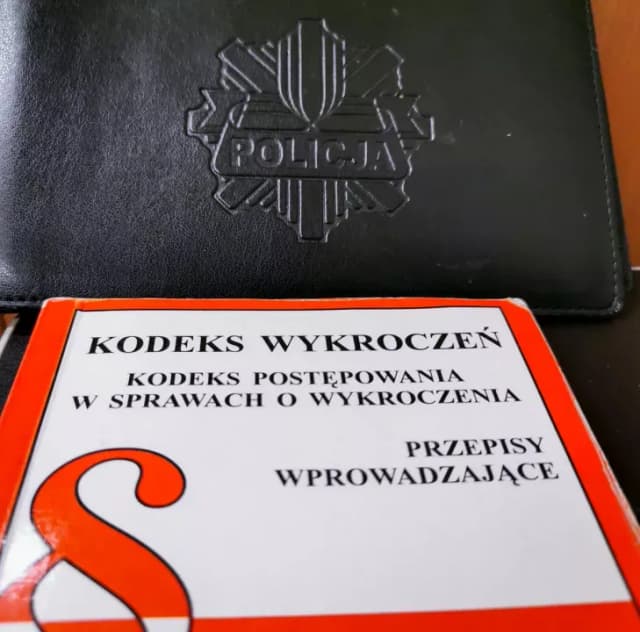 POLICJA
KODEKS WYKROCZEŃ
KODEKS POSTĘPOWANIA
W SPRAWACH O WYKROCZENIA
PRZEPISY
WPROWADZAJĄCE
§